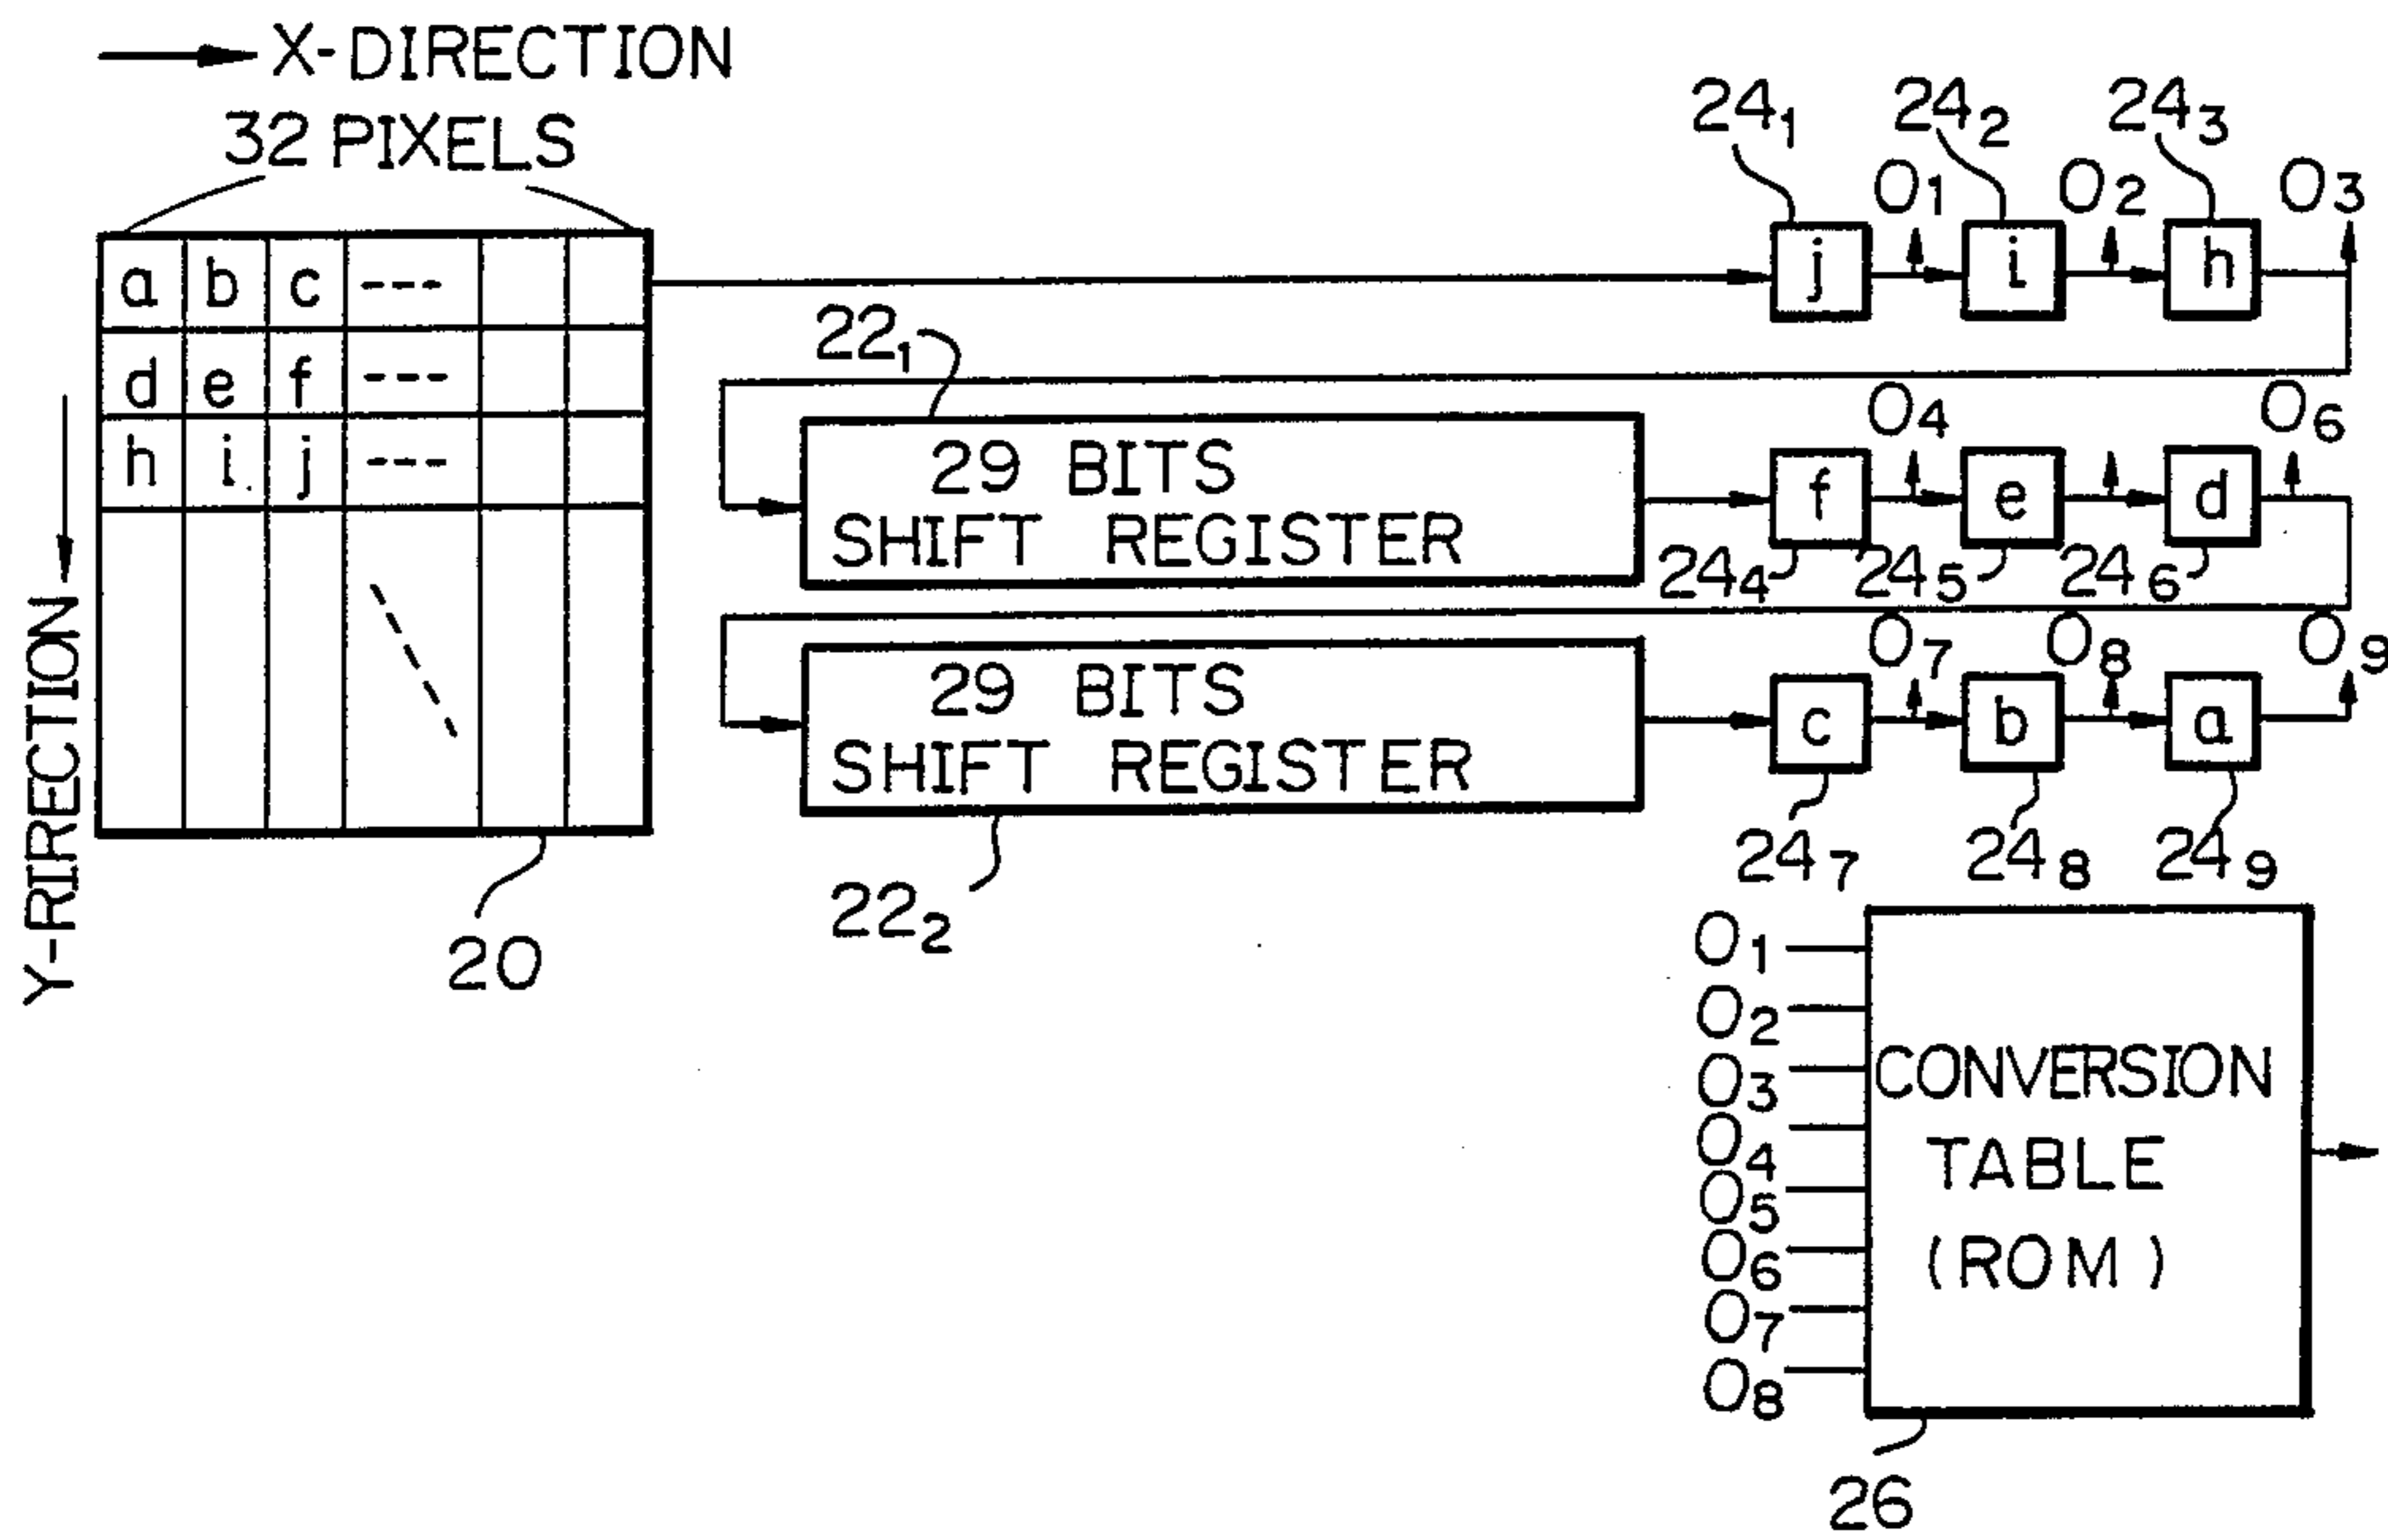 X-DIRECTION
32 PIXELS
a b c ---
d e f ---
h i j ---
Y-RIRECTION
20
24₁ 24₂ 24₃
O₁ O₂ O₃
j i h
22₁
29 BITS
SHIFT REGISTER
O₄ O₆
f e d
24₄ 24₅ 24₆
29 BITS
SHIFT REGISTER
22₂
O₇ O₈ O₉
c b a
24₇ 24₈ 24₉
O₁
O₂
O₃
O₄
O₅
O₆
O₇
O₈
CONVERSION
TABLE
(ROM)
26